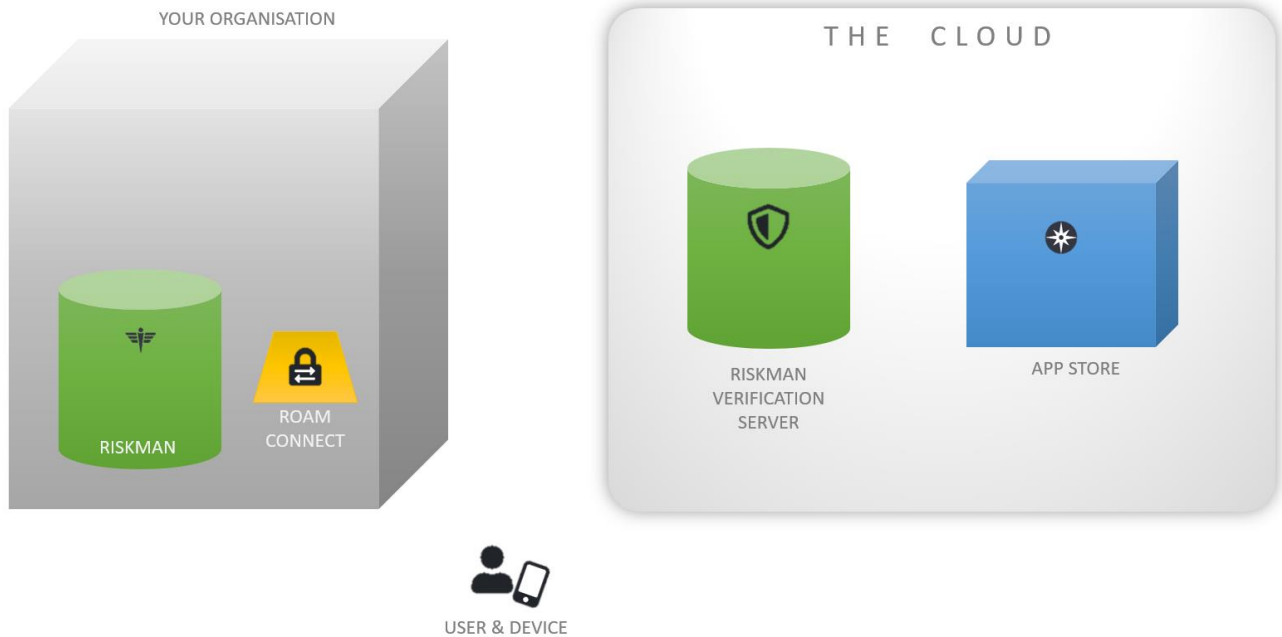 YOUR ORGANISATION
THE CLOUD
RISKMAN
ROAM
CONNECT
RISKMAN
VERIFICATION
SERVER
APP STORE
USER & DEVICE